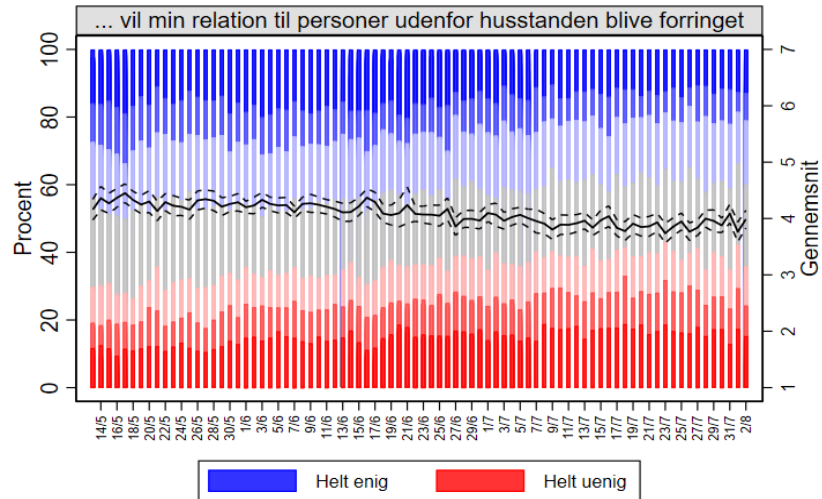 ... vil min relation til personer udenfor husstanden blive forringet
Procent
0 20 40 60 80 100
Gennemsnit
1 2 3 4 5 6 7
14/5 16/5 18/5 20/5 22/5 24/5 26/5 28/5 30/5 1/6 3/6 5/6 7/6 9/6 11/6 13/6 15/6 17/6 19/6 21/6 23/6 25/6 27/6 29/6 1/7 3/7 5/7 7/7 9/7 11/7 13/7 15/7 17/7 19/7 21/7 23/7 25/7 27/7 29/7 31/7 2/8
Helt enig
Helt uenig